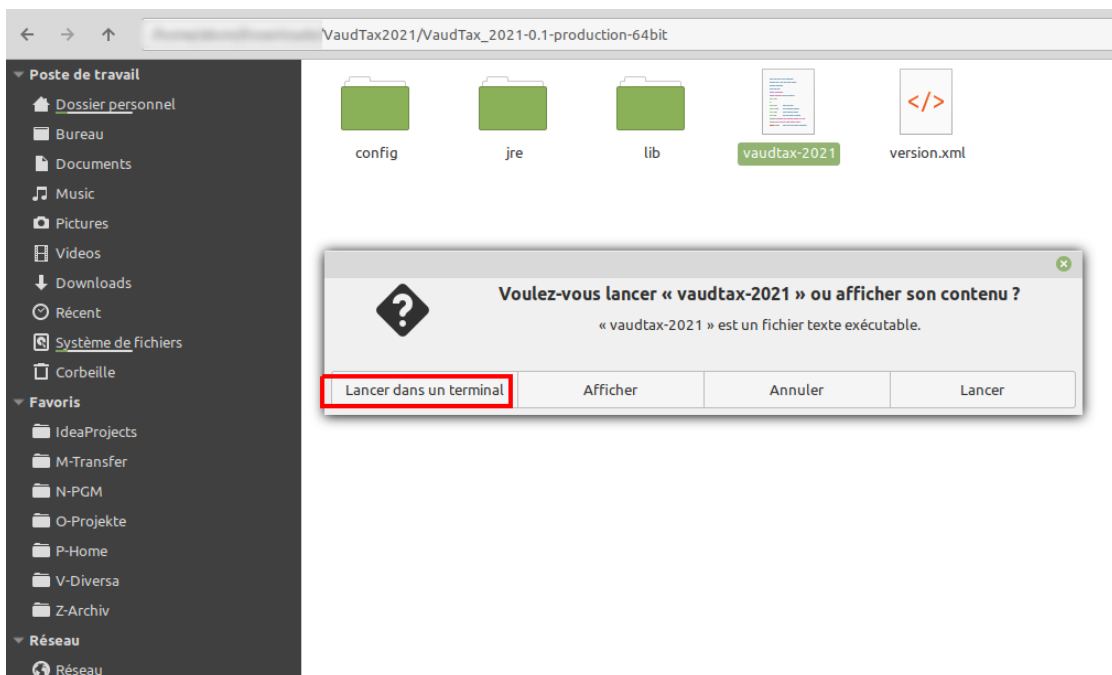 /VaudTax2021/VaudTax_2021-0.1-production-64bit
Poste de travail
Dossier personnel
Bureau
Documents
Music
Pictures
Videos
Downloads
Récent
Système de fichiers
Corbeille
Favoris
IdeaProjects
M-Transfer
N-PGM
O-Projekte
P-Home
V-Diversa
Z-Archiv
Réseau
Réseau
</>
config jre lib vaudtax-2021 version.xml
Voulez-vous lancer « vaudtax-2021 » ou afficher son contenu ?
« vaudtax-2021 » est un fichier texte exécutable.
Lancer dans un terminal Afficher Annuler Lancer